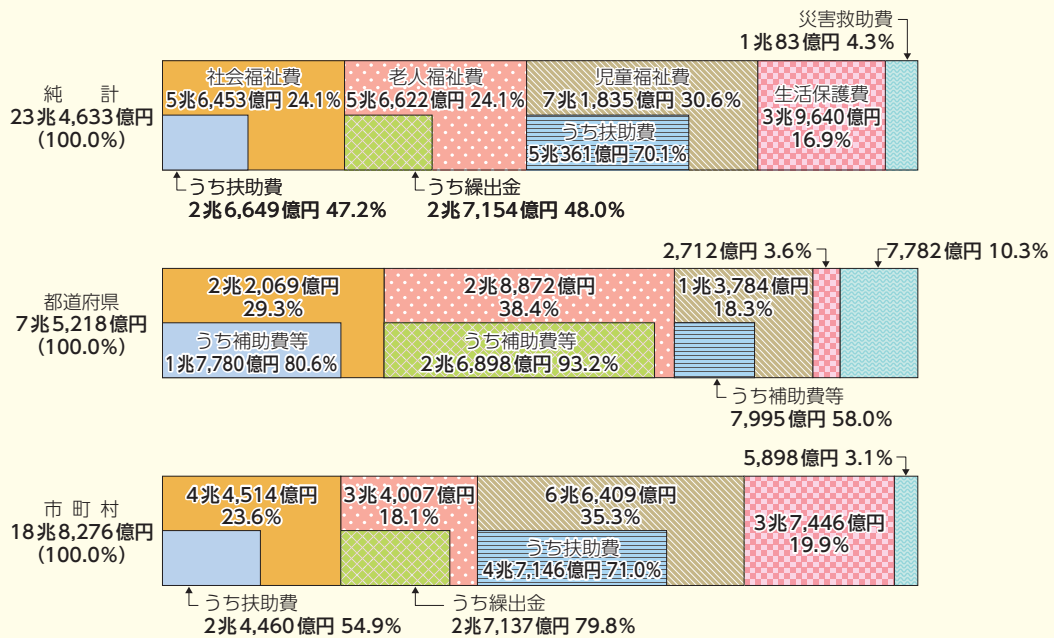 災害救助費
1兆83億円 4.3%
純 計
23兆4,633億円
(100.0%)
社会福祉費
5兆6,453億円 24.1%
老人福祉費
5兆6,622億円 24.1%
児童福祉費
7兆1,835億円 30.6%
うち扶助費
5兆361億円 70.1%
生活保護費
3兆9,640億円
16.9%
うち扶助費
2兆6,649億円 47.2%
うち繰出金
2兆7,154億円 48.0%
2,712億円 3.6%
7,782億円 10.3%
都道府県
7兆5,218億円
(100.0%)
2兆2,069億円
29.3%
うち補助費等
1兆7,780億円 80.6%
2兆8,872億円
38.4%
うち補助費等
2兆6,898億円 93.2%
1兆3,784億円
18.3%
うち補助費等
7,995億円 58.0%
5,898億円 3.1%
市 町 村
18兆8,276億円
(100.0%)
4兆4,514億円
23.6%
3兆4,007億円
18.1%
6兆6,409億円
35.3%
うち扶助費
4兆7,146億円 71.0%
3兆7,446億円
19.9%
うち扶助費
2兆4,460億円 54.9%
うち繰出金
2兆7,137億円 79.8%